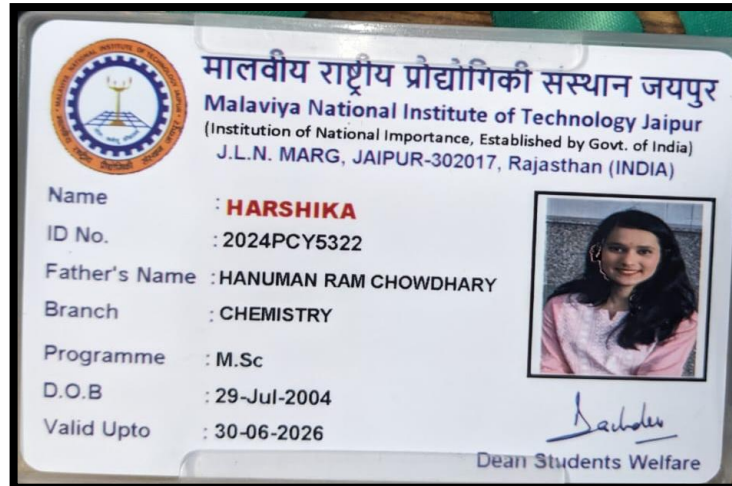 मालवीय राष्ट्रीय प्रोद्योगिकी संस्थान जयपुर
Malaviya National Institute of Technology Jaipur
(Institution of National Importance, Established by Govt. of India)
J.L.N. MARG, JAIPUR-302017, Rajasthan (INDIA)
Name : HARSHIKA
ID No. : 2024PCY5322
Father's Name : HANUMAN RAM CHOWDHARY
Branch : CHEMISTRY
Programme : M.Sc
D.O.B : 29-Jul-2004
Valid Upto : 30-06-2026
Dean Students Welfare